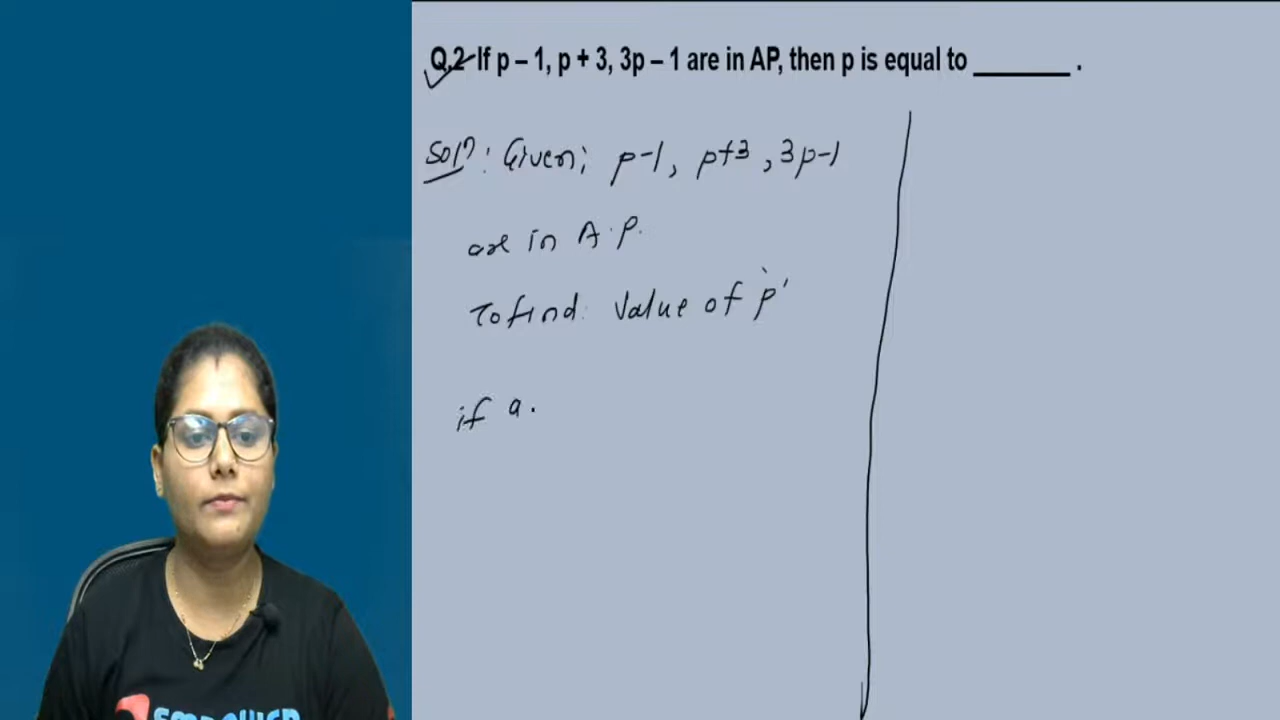 Q.2 If p – 1, p + 3, 3p – 1 are in AP, then p is equal to ________ .
Soln: Given; p-1, p+3, 3p-1
are in A.P.
To find: Value of 'p'
if a.